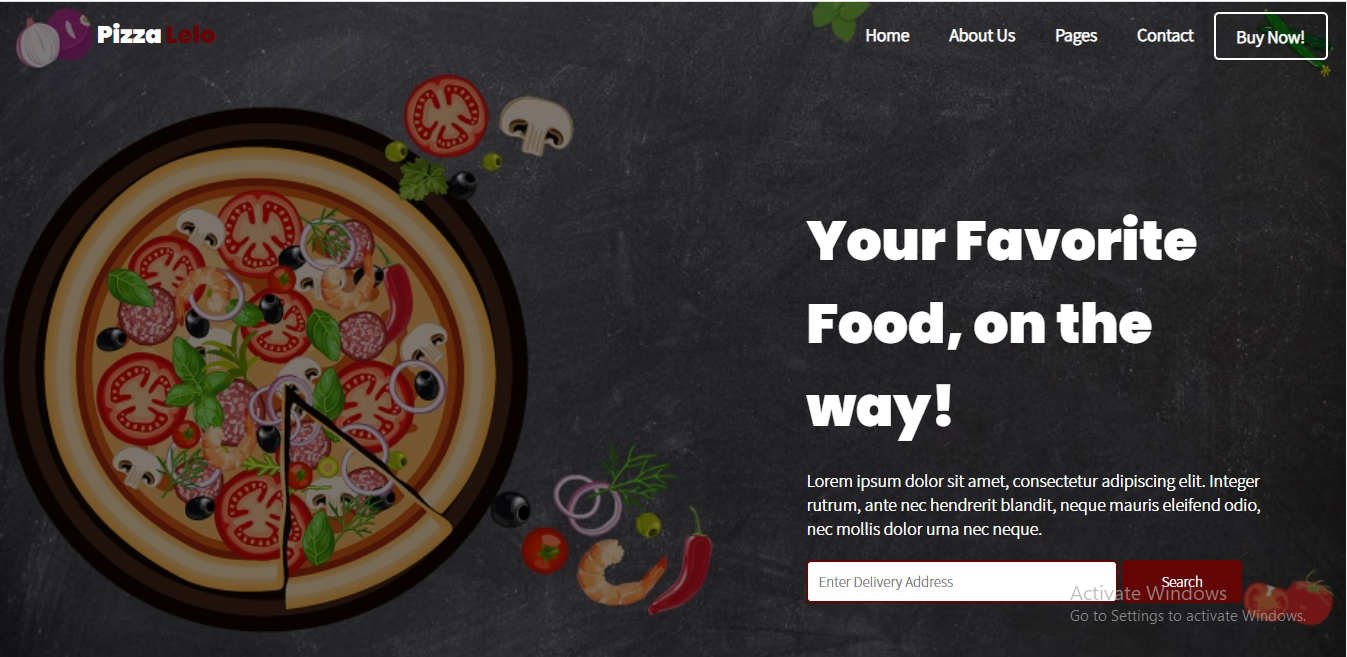 Pizza Lelo
Home
About Us
Pages
Contact
Buy Now!
Your Favorite
Food, on the
way!
Lorem ipsum dolor sit amet, consectetur adipiscing elit. Integer
rutrum, ante nec hendrerit blandit, neque mauris eleifend odio,
nec mollis dolor urna nec neque.
Enter Delivery Address
Search
Activate Windows
Go to Settings to activate Windows.